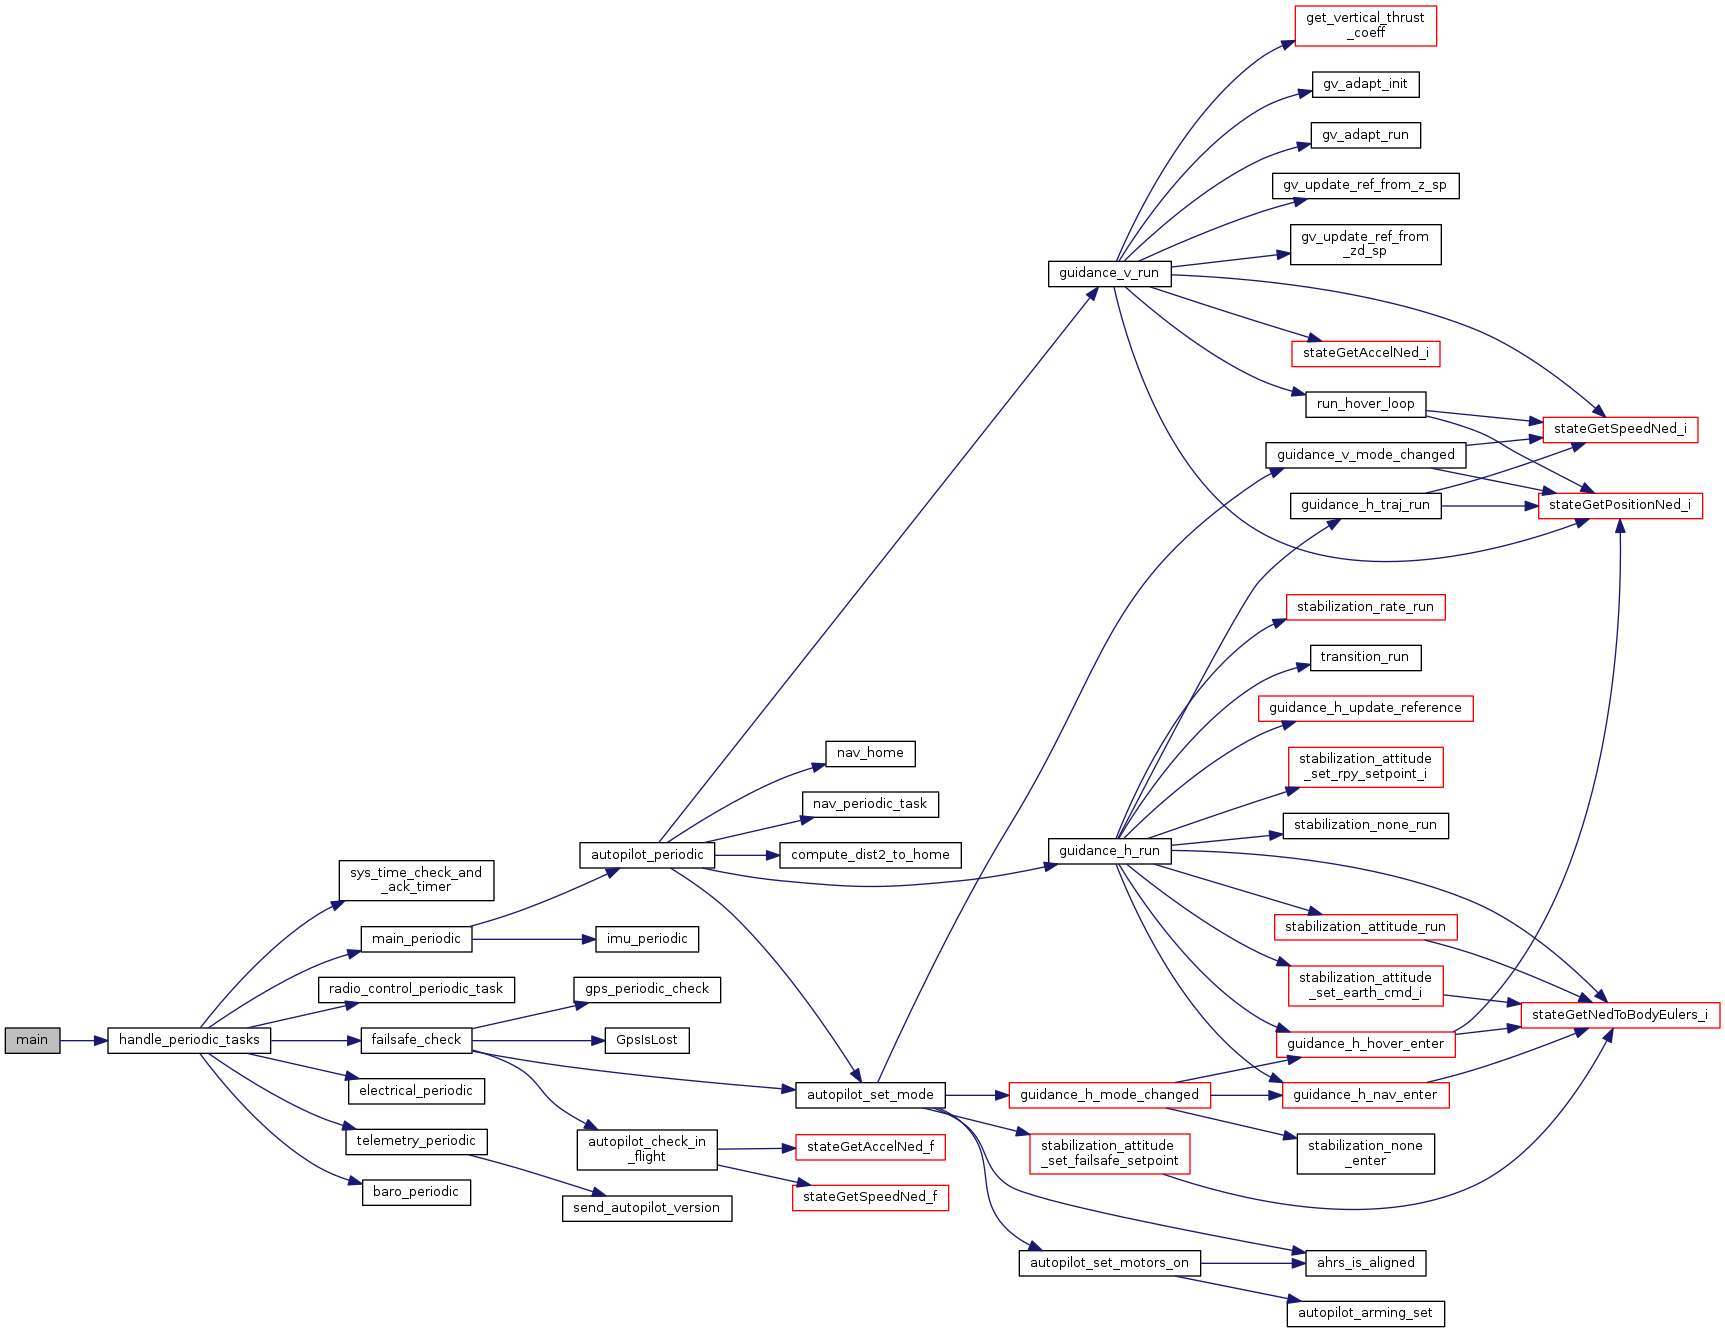 get_vertical_thrust
_coeff
gv_adapt_init
gv_adapt_run
gv_update_ref_from_z_sp
gv_update_ref_from
_zd_sp
guidance_v_run
stateGetAccelNed_i
run_hover_loop
stateGetSpeedNed_i
guidance_v_mode_changed
guidance_h_traj_run
stateGetPositionNed_i
stabilization_rate_run
transition_run
guidance_h_update_reference
nav_home
stabilization_attitude
_set_rpy_setpoint_i
nav_periodic_task
stabilization_none_run
autopilot_periodic
compute_dist2_to_home
guidance_h_run
sys_time_check_and
_ack_timer
stabilization_attitude_run
main_periodic
imu_periodic
radio_control_periodic_task
gps_periodic_check
stabilization_attitude
_set_earth_cmd_i
stateGetNedToBodyEulers_i
main
handle_periodic_tasks
failsafe_check
GpsIsLost
guidance_h_hover_enter
electrical_periodic
autopilot_set_mode
guidance_h_mode_changed
guidance_h_nav_enter
telemetry_periodic
autopilot_check_in
_flight
stateGetAccelNed_f
stabilization_attitude
_set_failsafe_setpoint
stabilization_none
_enter
baro_periodic
send_autopilot_version
stateGetSpeedNed_f
autopilot_set_motors_on
ahrs_is_aligned
autopilot_arming_set